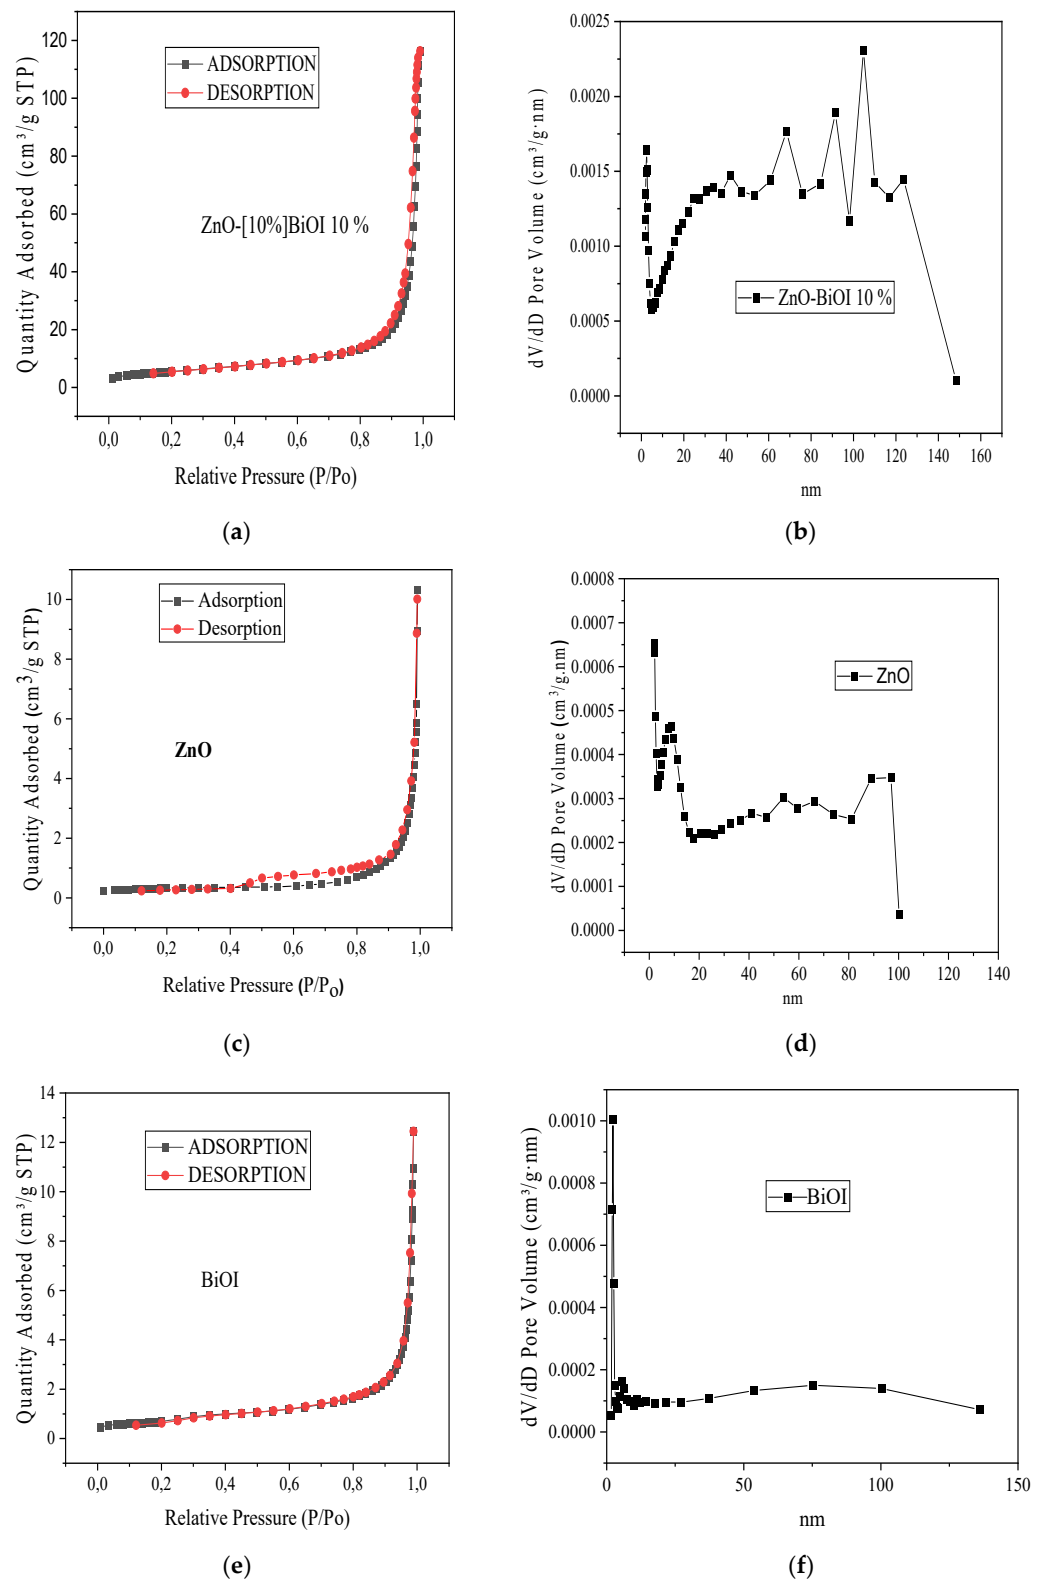 120
100
80
60
40
20
0
Quantity Adsorbed (cm³/g STP)
ADSORPTION
DESORPTION
ZnO-[10%]BiOI 10 %
0,0 0,2 0,4 0,6 0,8 1,0
Relative Pressure (P/Po)
(a)
0.0025
0.0020
0.0015
0.0010
0.0005
0.0000
dV/dD Pore Volume (cm³/g·nm)
ZnO-BiOI 10 %
0 20 40 60 80 100 120 140 160
nm
(b)
10
8
6
4
2
0
Quantity Adsorbed (cm³/g STP)
Adsorption
Desorption
ZnO
0,0 0,2 0,4 0,6 0,8 1,0
Relative Pressure (P/Po)
(c)
0.0008
0.0007
0.0006
0.0005
0.0004
0.0003
0.0002
0.0001
0.0000
dV/dD Pore Volume (cm³/g.nm)
ZnO
0 20 40 60 80 100 120 140
nm
(d)
14
12
10
8
6
4
2
0
Quantity Adsorbed (cm³/g STP)
ADSORPTION
DESORPTION
BiOI
0,0 0,2 0,4 0,6 0,8 1,0
Relative Pressure (P/Po)
(e)
0.0010
0.0008
0.0006
0.0004
0.0002
0.0000
dV/dD Pore Volume (cm³/g·nm)
BiOI
0 50 100 150
nm
(f)